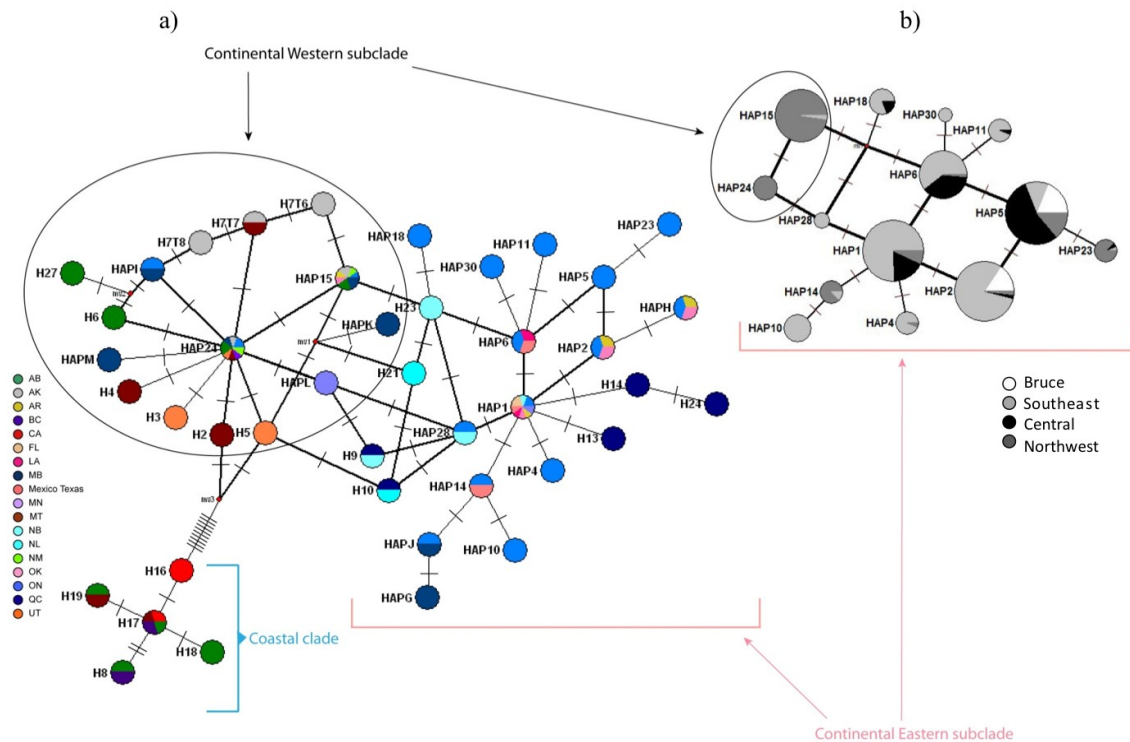 a)
b)
Continental Western subclade
HAP18
HAP30
HAP15
HAP11
HAP6
HAP24
HAP5
HAP28
HAP1
HAP23
HAP2
HAP14
HAP10
HAP4
H7T6
H7T7
H7T8
HAP18
HAP23
HAP11
HAP30
HAPI
H27
mv2
HAP15
HAP5
H23
HAPH
H6
HAPK
mv1
HAP6
HAP2
HAP24
HAPM
H21
H14
H4
HAPL
HAP1
H24
H3
H2
H5
HAP28
H13
H9
HAP4
HAP14
H10
mv3
HAPJ
HAP10
HAPG
H16
H19
H17
H18
H8
AB
AK
AR
BC
CA
FL
LA
MB
Mexico Texas
MN
MT
NB
NL
NM
OK
ON
QC
UT
Bruce
Southeast
Central
Northwest
Coastal clade
Continental Eastern subclade